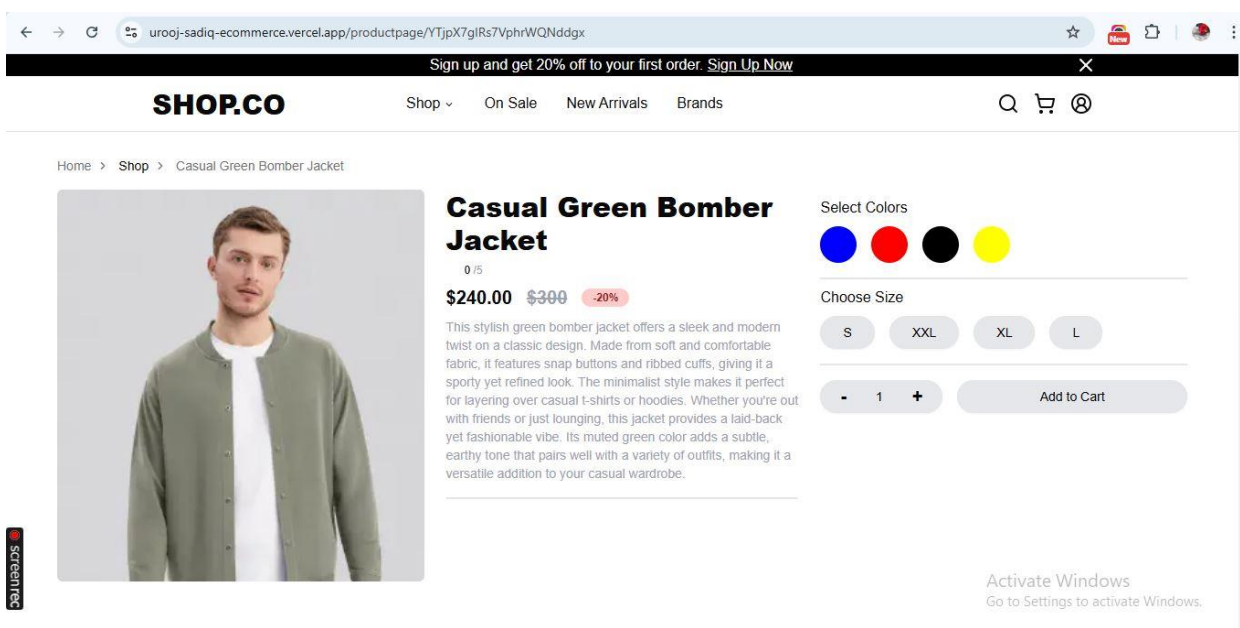 urooj-sadiq-ecommerce.vercel.app/productpage/YTjpX7glRs7VphrWQNddgx
New
Sign up and get 20% off to your first order. Sign Up Now
SHOP.CO
Shop
On Sale
New Arrivals
Brands
Home > Shop > Casual Green Bomber Jacket
Casual Green Bomber
Jacket
0 /5
$240.00 $300 -20%
This stylish green bomber jacket offers a sleek and modern
twist on a classic design. Made from soft and comfortable
fabric, it features snap buttons and ribbed cuffs, giving it a
sporty yet refined look. The minimalist style makes it perfect
for layering over casual t-shirts or hoodies. Whether you're out
with friends or just lounging, this jacket provides a laid-back
yet fashionable vibe. Its muted green color adds a subtle,
earthy tone that pairs well with a variety of outfits, making it a
versatile addition to your casual wardrobe.
Select Colors
Choose Size
S XXL XL L
- 1 +
Add to Cart
screenrec
Activate Windows
Go to Settings to activate Windows.